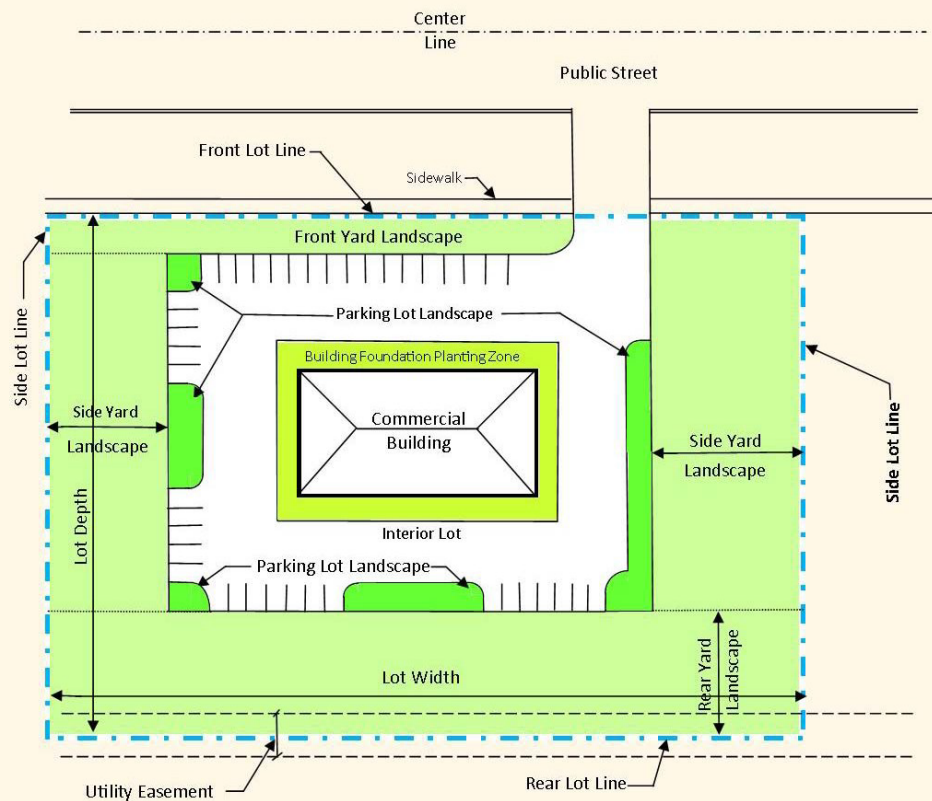 Center
Line
Public Street
Front Lot Line
Sidewalk
Front Yard Landscape
Side Lot Line
Parking Lot Landscape
Building Foundation Planting Zone
Commercial
Building
Side Yard
Landscape
Side Yard
Landscape
Side Lot Line
Lot Depth
Interior Lot
Parking Lot Landscape
Rear Yard
Landscape
Lot Width
Utility Easement
Rear Lot Line